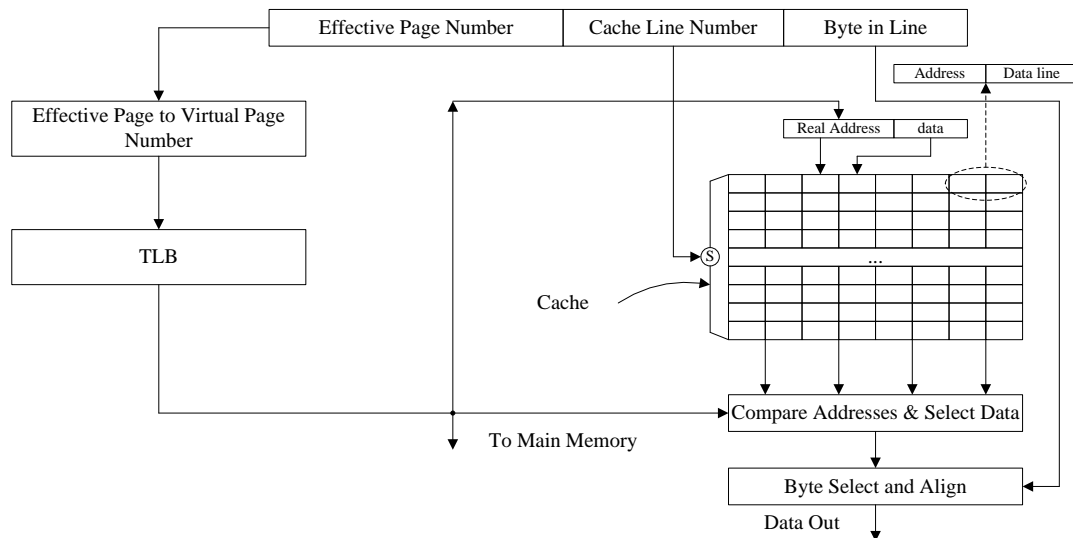 Effective Page Number
Cache Line Number
Byte in Line
Address
Data line
Effective Page to Virtual Page
Number
Real Address
data
TLB
S
...
Cache
Compare Addresses & Select Data
To Main Memory
Byte Select and Align
Data Out